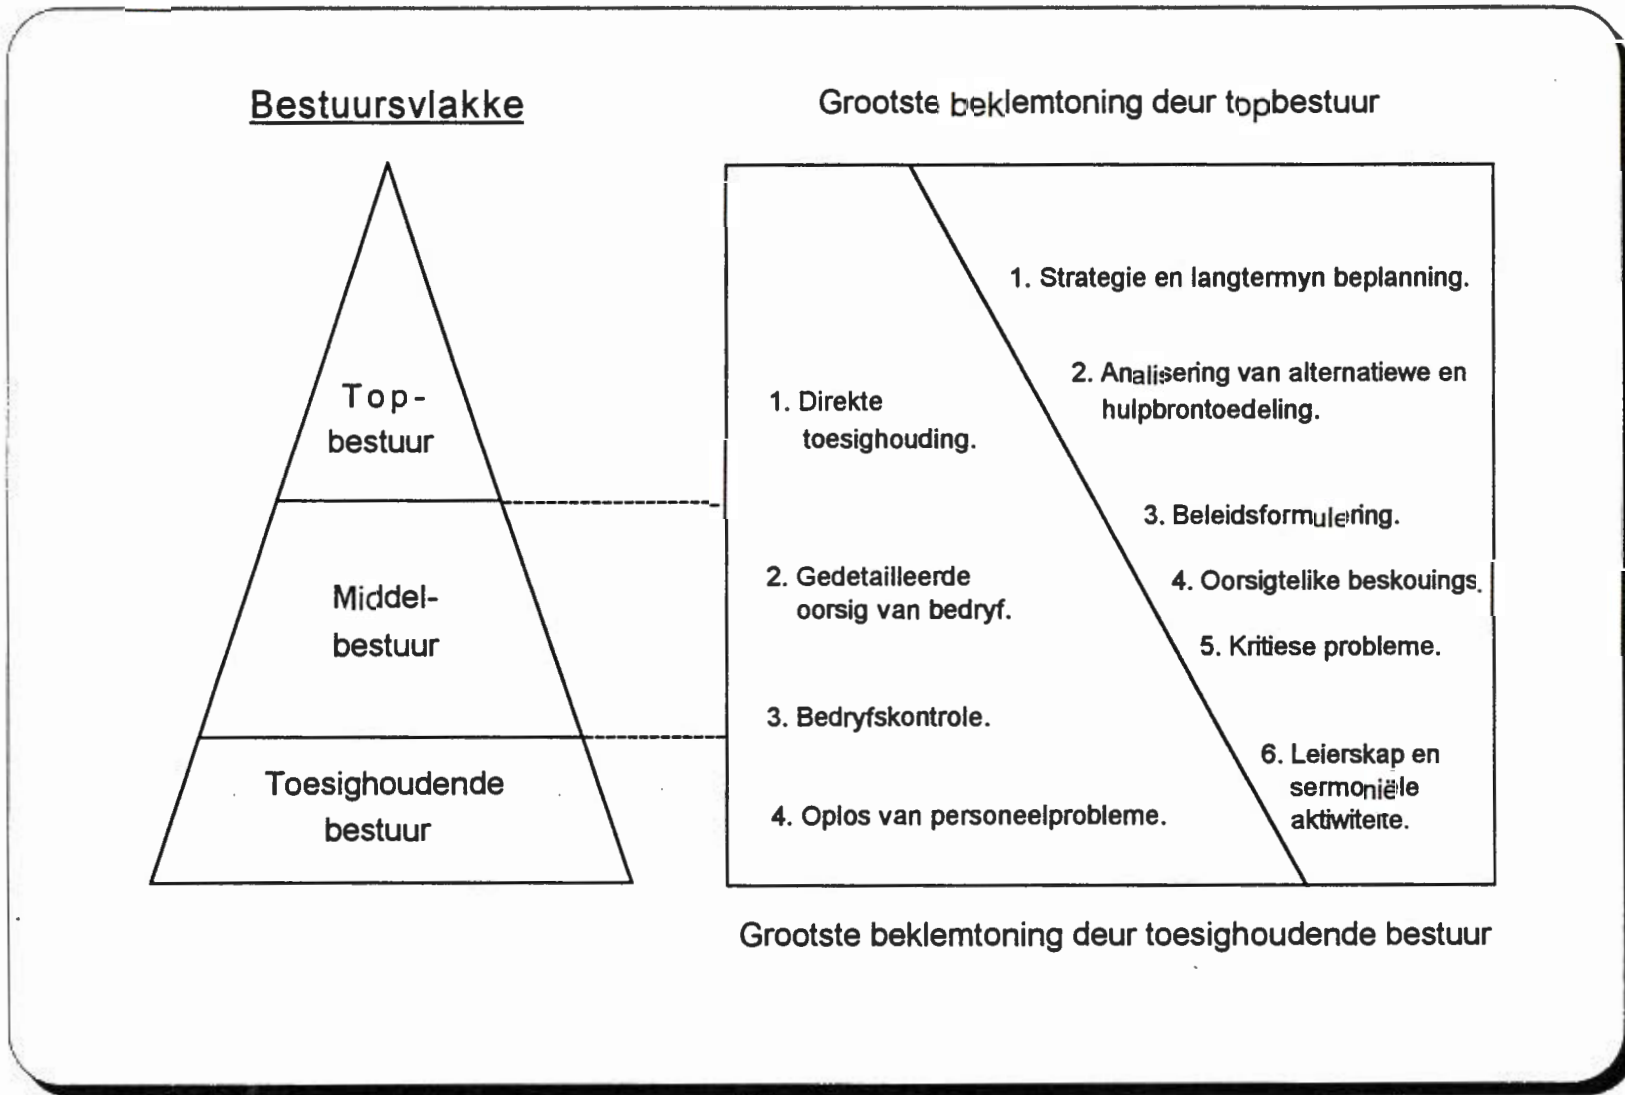 Bestuursvlakke
Top-
bestuur
Middel-
bestuur
Toesighoudende
bestuur
Grootste beklemtoning deur topbestuur
1. Direkte
toesighouding.
2. Gedetailleerde
oorsig van bedryf.
3. Bedryfskontrole.
4. Oplos van personeelprobleme.
1. Strategie en langtermyn beplanning.
2. Analisering van alternatiewe en
hulpbrontoedeling.
3. Beleidsformulering.
4. Oorsigtelike beskouings.
5. Kritiese probleme.
6. Leierskap en
sermoniële
aktiwiteite.
Grootste beklemtoning deur toesighoudende bestuur